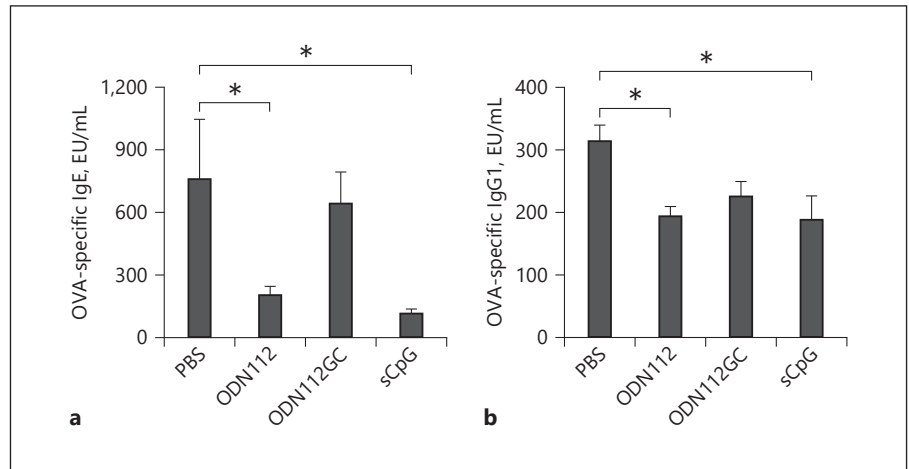 *
*
1,200
900
600
300
0
OVA-specific IgE, EU/mL
PBS
ODN112
ODN112GC
sCpG
a
*
*
400
300
200
100
0
OVA-specific IgG1, EU/mL
PBS
ODN112
ODN112GC
sCpG
b